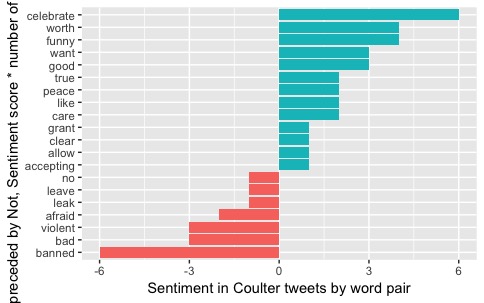 preceded by Not, Sentiment score * number of
celebrate
worth
funny
want
good
true
peace
like
care
grant
clear
allow
accepting
no
leave
leak
afraid
violent
bad
banned
-6 -3 0 3 6
Sentiment in Coulter tweets by word pair